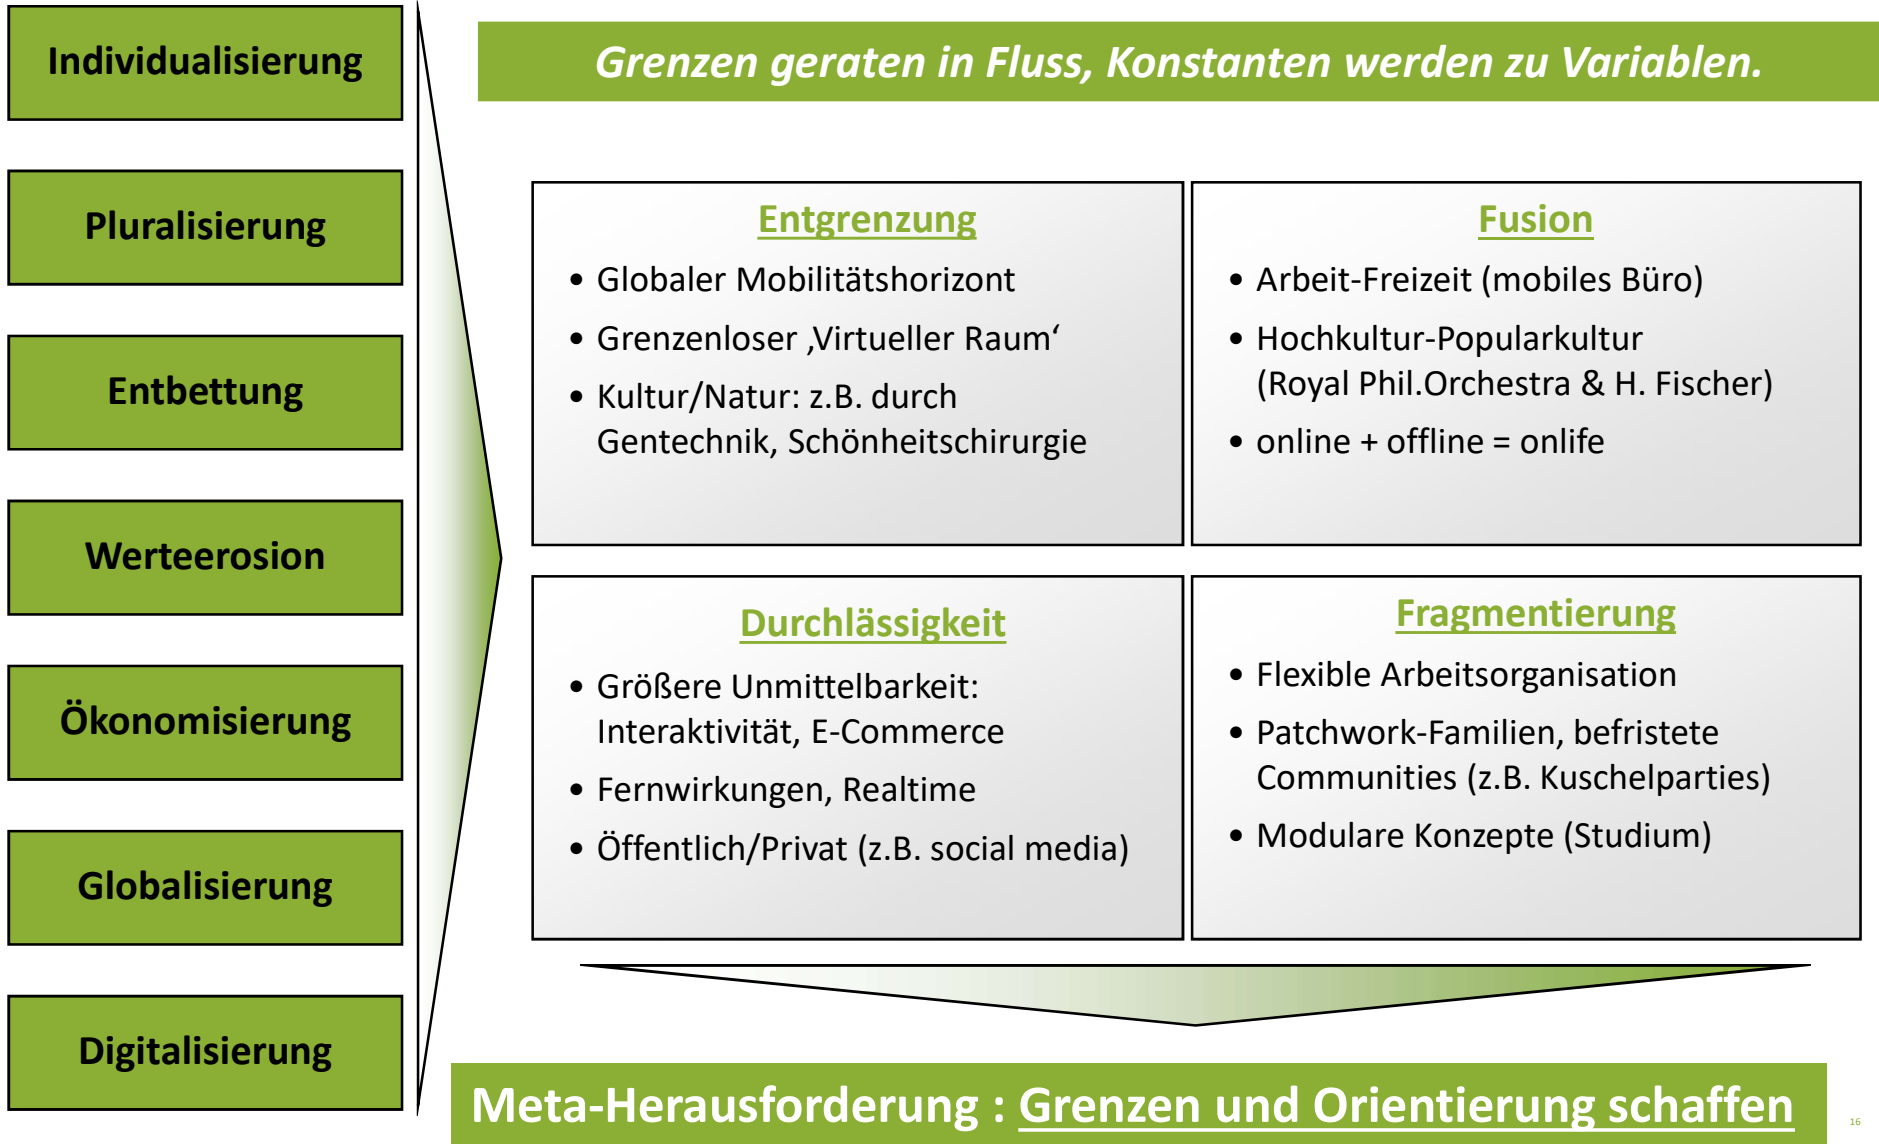 Individualisierung
Pluralisierung
Entbettung
Werteerosion
Ökonomisierung
Globalisierung
Digitalisierung
Grenzen geraten in Fluss, Konstanten werden zu Variablen.
Entgrenzung
• Globaler Mobilitätshorizont
• Grenzenloser ‚Virtueller Raum‘
• Kultur/Natur: z.B. durch
Gentechnik, Schönheitschirurgie
Fusion
• Arbeit-Freizeit (mobiles Büro)
• Hochkultur-Popularkultur
(Royal Phil.Orchestra & H. Fischer)
• online + offline = onlife
Durchlässigkeit
• Größere Unmittelbarkeit:
Interaktivität, E-Commerce
• Fernwirkungen, Realtime
• Öffentlich/Privat (z.B. social media)
Fragmentierung
• Flexible Arbeitsorganisation
• Patchwork-Familien, befristete
Communities (z.B. Kuschelparties)
• Modulare Konzepte (Studium)
Meta-Herausforderung : Grenzen und Orientierung schaffen
16